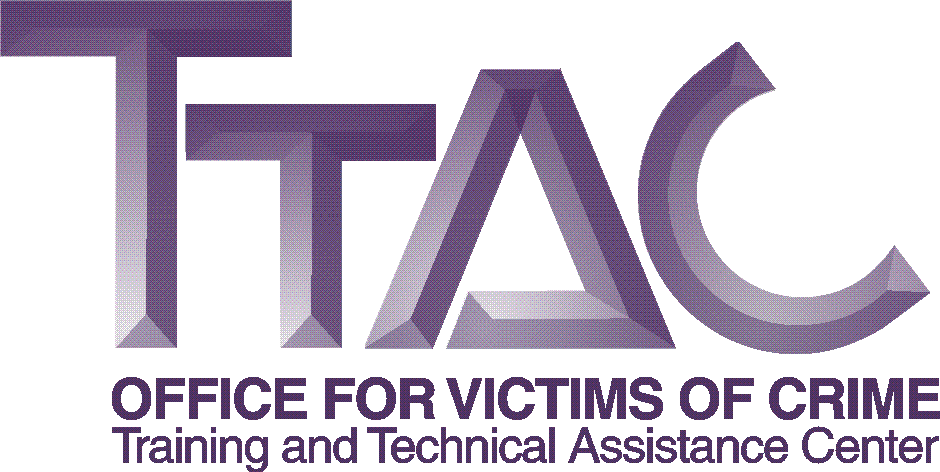 TTAC
OFFICE FOR VICTIMS OF CRIME
Training and Technical Assistance Center